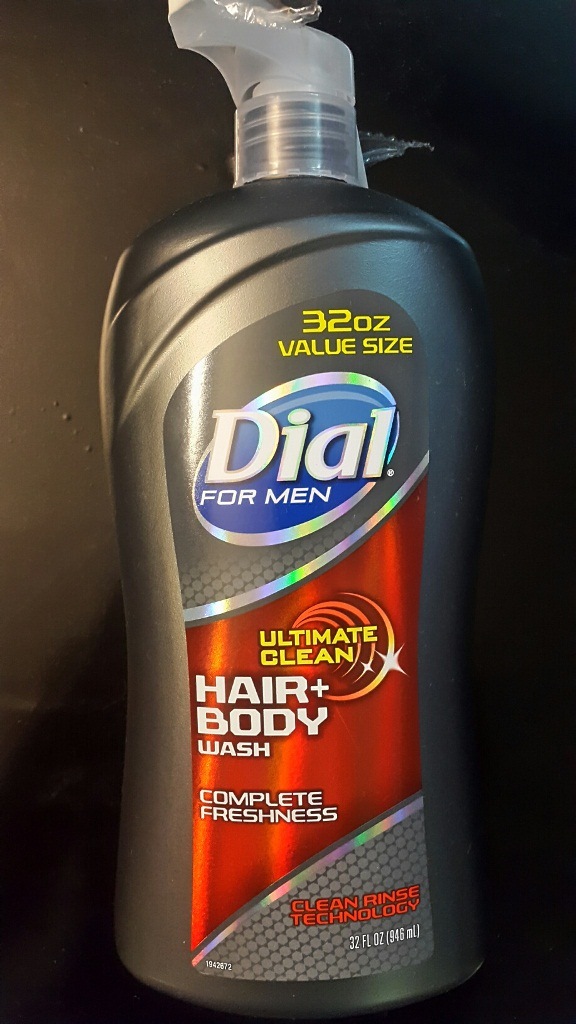 32OZ
VALUE SIZE
Dial®
FOR MEN
ULTIMATE
CLEAN
HAIR+
BODY
WASH
COMPLETE
FRESHNESS
CLEAN RINSE
TECHNOLOGY
32 FL OZ (946 mL)
1942672